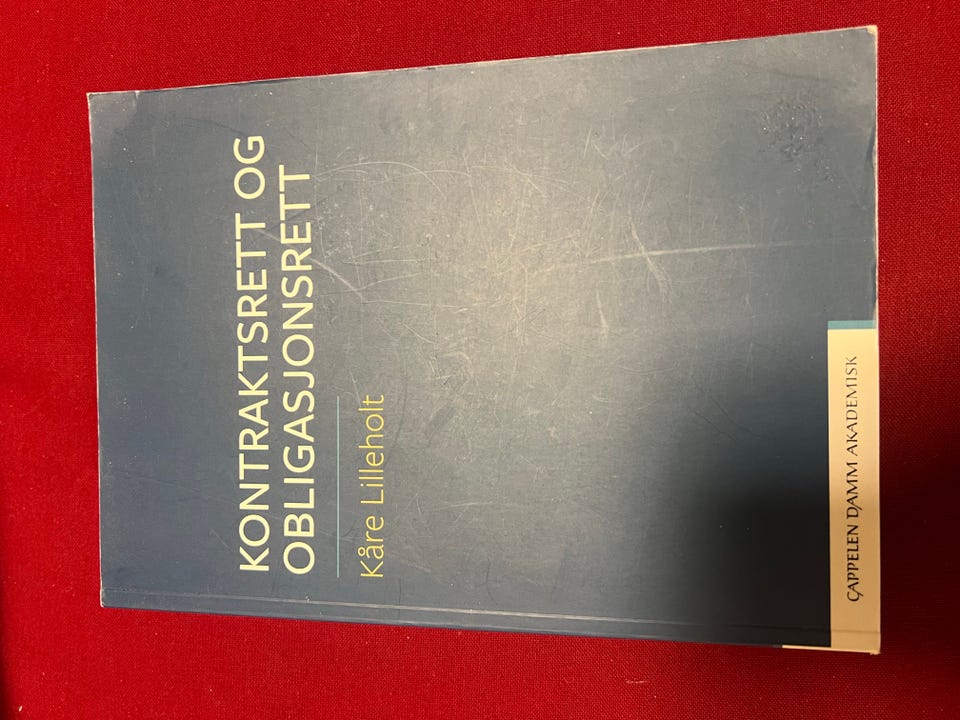 KONTRAKTSRETT OG
OBLIGASJONSRETT
Kåre Lilleholt
CAPPELEN DAMM AKADEMISK